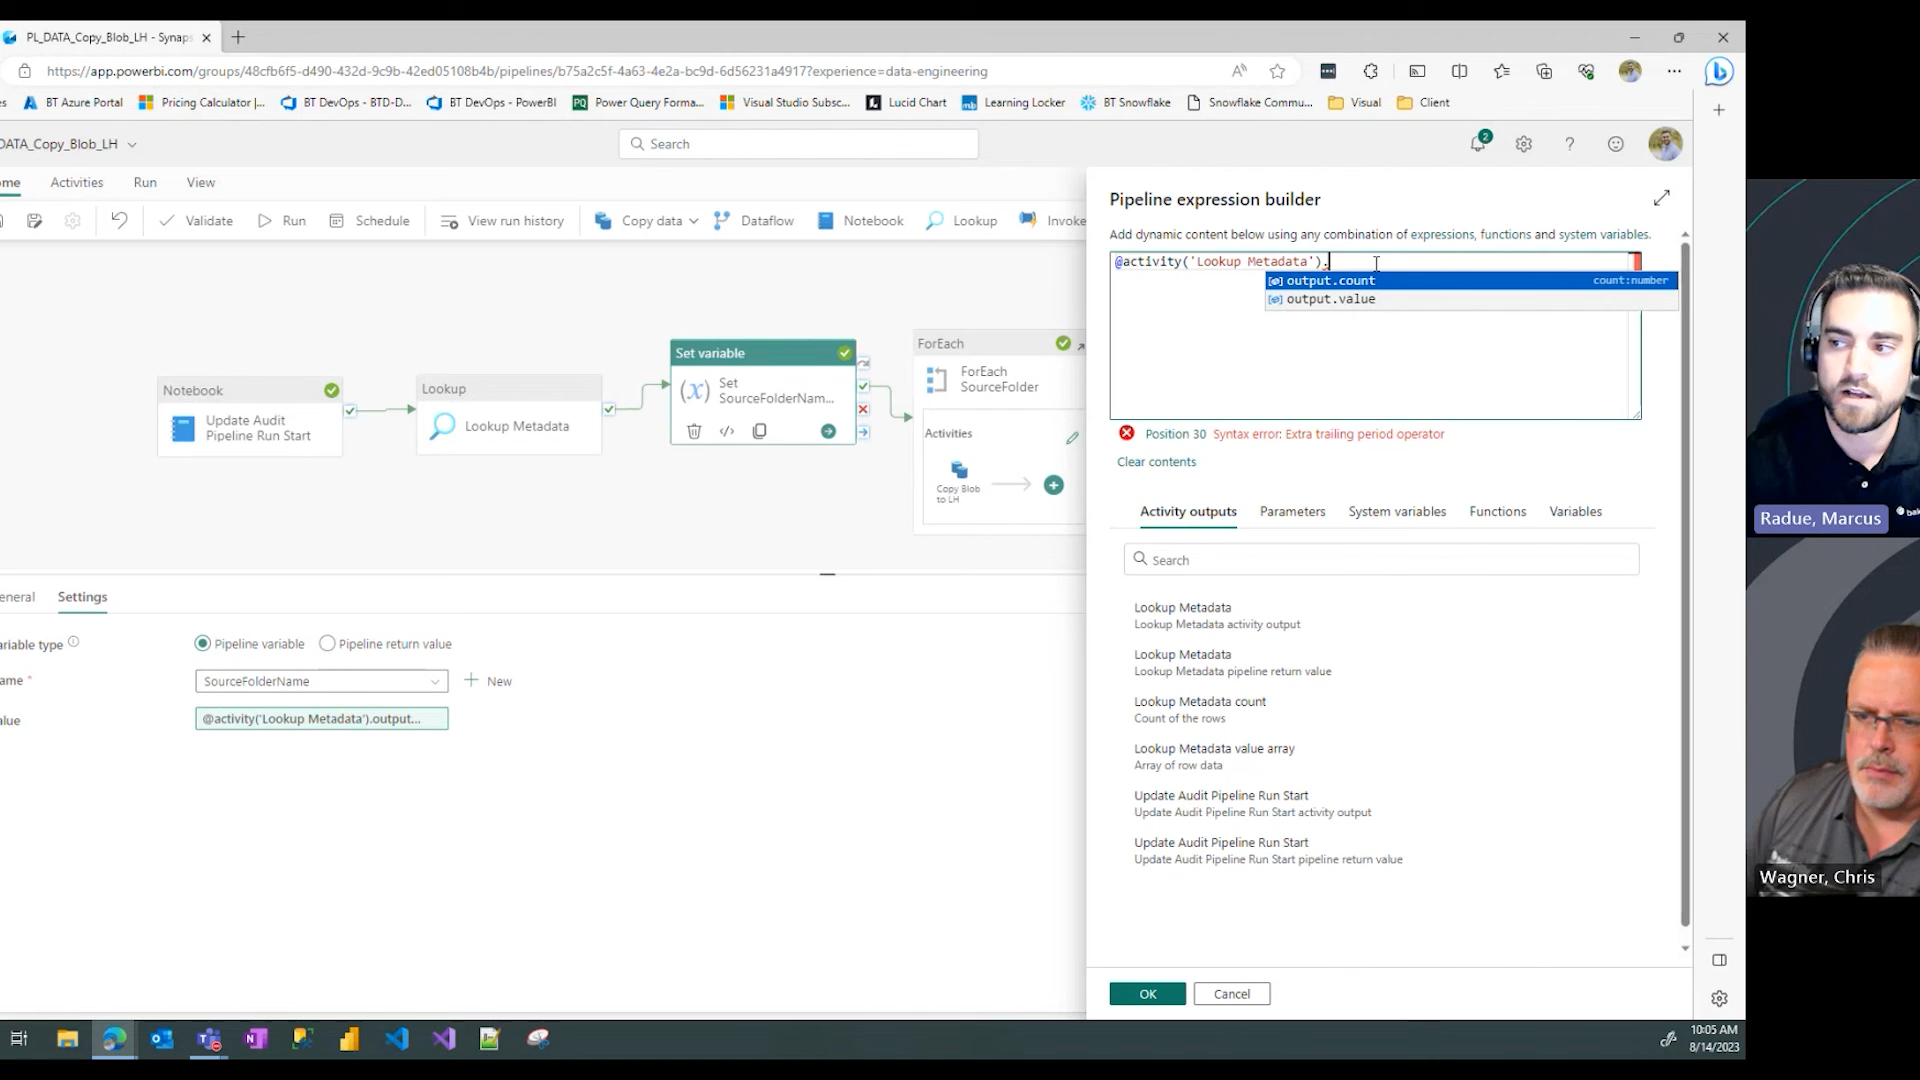 PL_DATA_Copy_Blob_LH - Synaps
https://app.powerbi.com/groups/48cfb6f5-d490-432d-9c9b-42ed05108b4b/pipelines/b75a2c5f-4a63-4e2a-bc9d-6d56231a4917?experience=data-engineering
es BT Azure Portal Pricing Calculator |... BT DevOps - BTD-D... BT DevOps - PowerBI PQ Power Query Forma... Visual Studio Subsc... Lucid Chart mb Learning Locker BT Snowflake Snowflake Commu... Visual Client
DATA_Copy_Blob_LH
Search
2
ome Activities Run View
Validate Run Schedule View run history Copy data Dataflow Notebook Lookup Invoke
Pipeline expression builder
Add dynamic content below using any combination of expressions, functions and system variables.
@activity('Lookup Metadata').
output.count count:number
output.value
Position 30 Syntax error: Extra trailing period operator
Clear contents
Notebook
Update Audit
Pipeline Run Start
Lookup
Lookup Metadata
Set variable
(x) Set
SourceFolderNam...
ForEach
ForEach
SourceFolder
Activities
Copy Blob
to LH
Activity outputs Parameters System variables Functions Variables
Search
Lookup Metadata
Lookup Metadata activity output
Lookup Metadata
Lookup Metadata pipeline return value
Lookup Metadata count
Count of the rows
Lookup Metadata value array
Array of row data
Update Audit Pipeline Run Start
Update Audit Pipeline Run Start activity output
Update Audit Pipeline Run Start
Update Audit Pipeline Run Start pipeline return value
OK Cancel
eneral Settings
ariable type Pipeline variable Pipeline return value
ame * SourceFolderName New
alue @activity('Lookup Metadata').output...
Radue, Marcus
Wagner, Chris
10:05 AM
8/14/2023